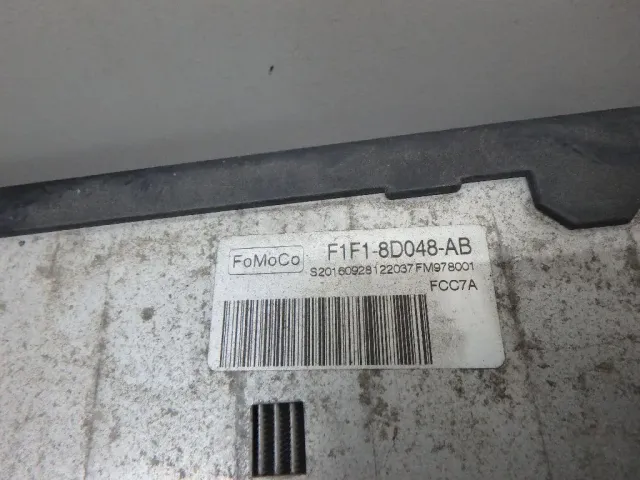 FoMoCo F1F1-8D048-AB
S20160928122037FM978001
FCC7A